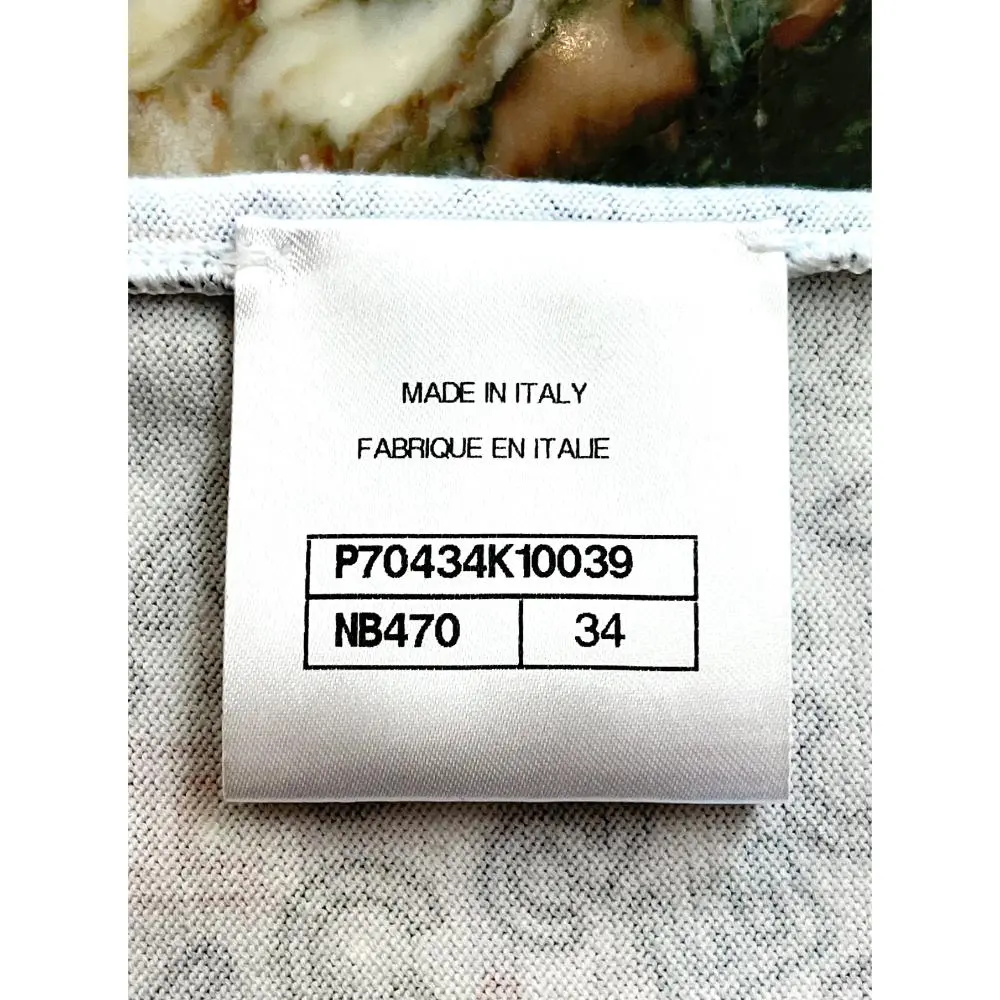 MADE IN ITALY
FABRIQUE EN ITALIE
P70434K10039
NB470 34